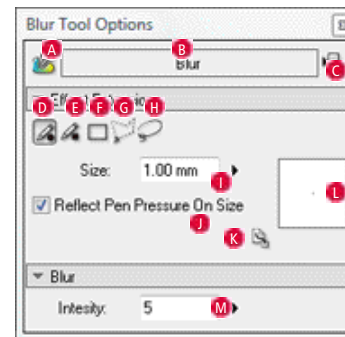 Blur Tool Options
A
B
Blur
C
D E F G H
Size: 1.00 mm
I
Reflect Pen Pressure On Size
J
K
L
Blur
Intesity: 5
M